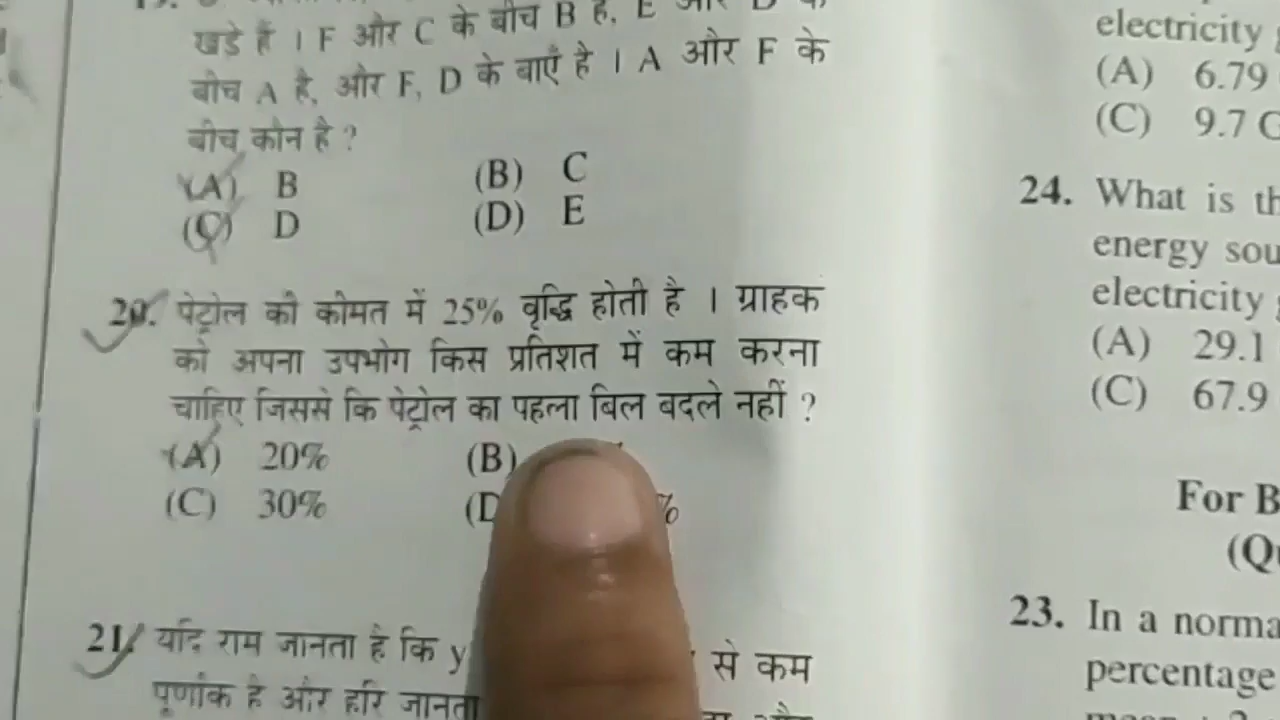 खड़े हैं । F और C के बीच B है, E और D के
बीच A है, और F, D के बाएँ है । A और F के
बीच कौन है ?
(A) B (B) C
(C) D (D) E
20. पेट्रोल की कीमत में 25% वृद्धि होती है । ग्राहक
को अपना उपभोग किस प्रतिशत में कम करना
चाहिए जिससे कि पेट्रोल का पहला बिल बदले नहीं ?
(A) 20% (B)
(C) 30% (D %
21. यदि राम जानता है कि y से कम
पूर्णांक है और हरि जानता
electricity
(A) 6.79
(C) 9.7 G
24. What is th
energy sou
electricity
(A) 29.1
(C) 67.9
For B
(Qu
23. In a norma
percentage